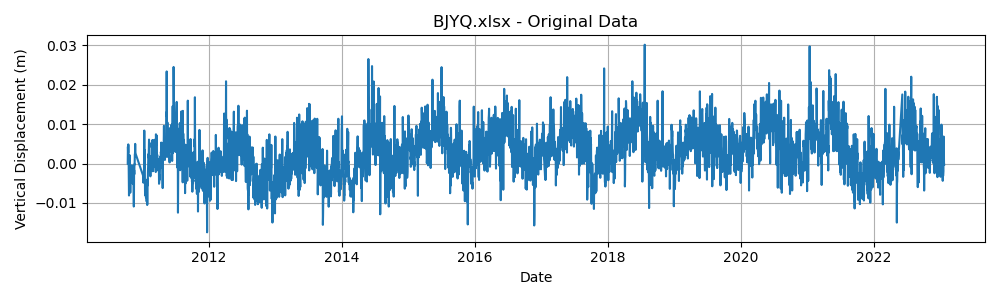 BJYQ.xlsx - Original Data
Vertical Displacement (m)
0.03
0.02
0.01
0.00
−0.01
2012 2014 2016 2018 2020 2022
Date